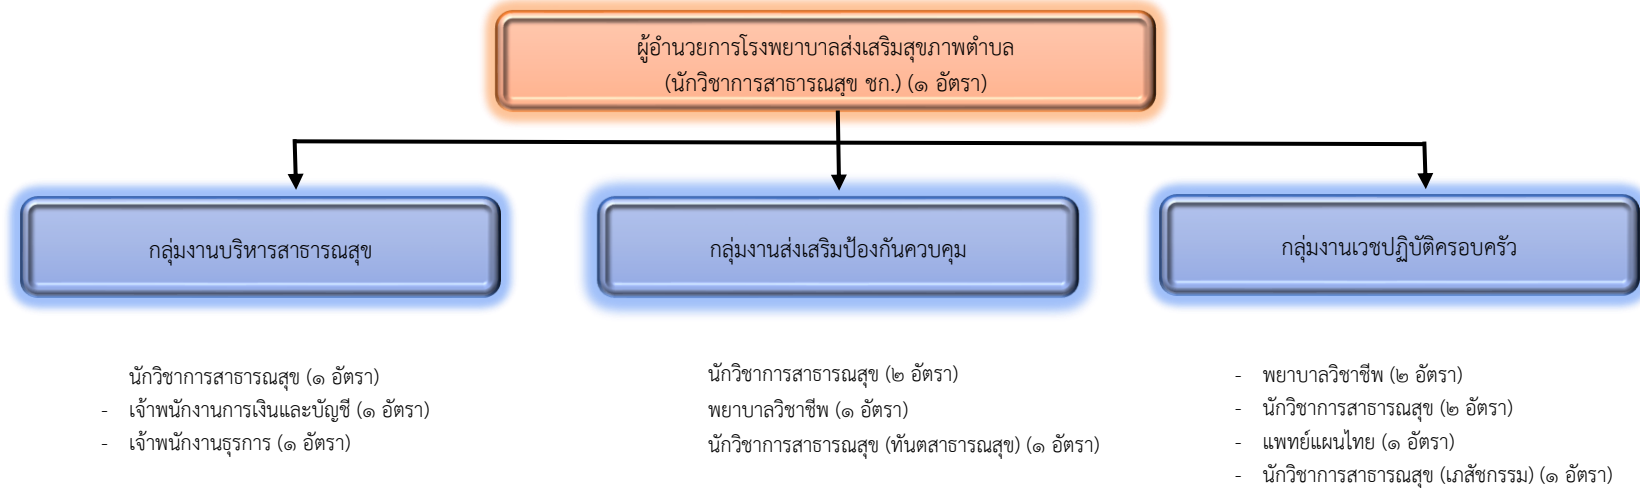 ผู้อำนวยการโรงพยาบาลส่งเสริมสุขภาพตำบล
(นักวิชาการสาธารณสุข ชก.) (๑ อัตรา)
กลุ่มงานบริหารสาธารณสุข
กลุ่มงานส่งเสริมป้องกันควบคุม
กลุ่มงานเวชปฏิบัติครอบครัว
นักวิชาการสาธารณสุข (๑ อัตรา)
- เจ้าพนักงานการเงินและบัญชี (๑ อัตรา)
- เจ้าพนักงานธุรการ (๑ อัตรา)
นักวิชาการสาธารณสุข (๒ อัตรา)
พยาบาลวิชาชีพ (๑ อัตรา)
นักวิชาการสาธารณสุข (ทันตสาธารณสุข) (๑ อัตรา)
- พยาบาลวิชาชีพ (๒ อัตรา)
- นักวิชาการสาธารณสุข (๒ อัตรา)
- แพทย์แผนไทย (๑ อัตรา)
- นักวิชาการสาธารณสุข (เภสัชกรรม) (๑ อัตรา)